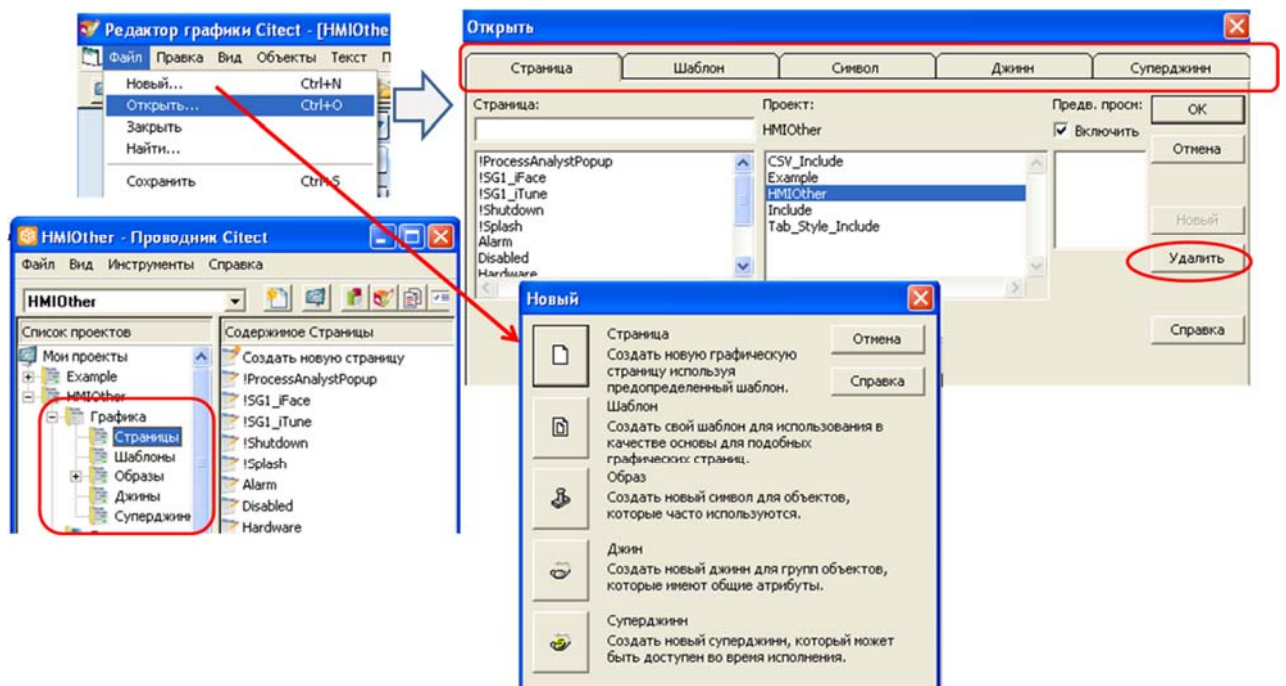 Редактор графики Citect - [HMIOthe
Файл Правка Вид Объекты Текст П
Новый... Ctrl+N
Открыть... Ctrl+O
Закрыть
Найти...
Сохранить Ctrl+S
Открыть
Страница Шаблон Символ Джинн Суперджинн
Страница: Проект: Предв. просм:
HMIOther
Включить
!ProcessAnalystPopup
!SG1_iFace
!SG1_iTune
!Shutdown
!Splash
Alarm
Disabled
Hardware
CSV_Include
Example
HMIOther
Include
Tab_Style_Include
ОК
Отмена
Новый
Удалить
Справка
HMIOther - Проводник Citect
Файл Вид Инструменты Справка
HMIOther
Список проектов
Мои проекты
Example
HMIOther
Графика
Страницы
Шаблоны
Образы
Джины
Суперджинн
Содержимое Страницы
Создать новую страницу
!ProcessAnalystPopup
!SG1_iFace
!SG1_iTune
!Shutdown
!Splash
Alarm
Disabled
Hardware
Новый
Страница
Создать новую графическую
страницу используя
предопределенный шаблон.
Отмена
Справка
Шаблон
Создать свой шаблон для использования в
качестве основы для подобных
графических страниц.
Образ
Создать новый символ для объектов,
которые часто используются.
Джин
Создать новый джинн для групп объектов,
которые имеют общие атрибуты.
Суперджинн
Создать новый суперджинн, который может
быть доступен во время исполнения.